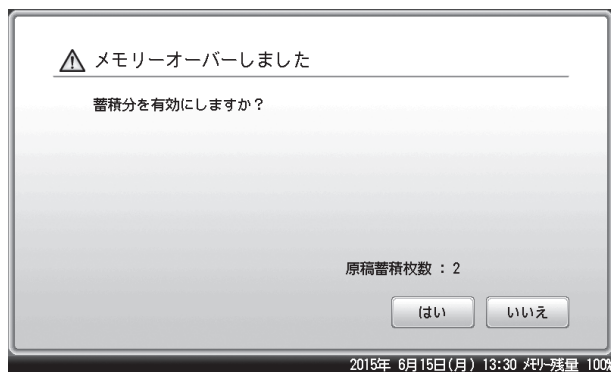 メモリーオーバーしました
蓄積分を有効にしますか？
原稿蓄積枚数 : 2
はい
いいえ
2015年 6月15日(月) 13:30 ﾒﾓﾘｰ残量 100%